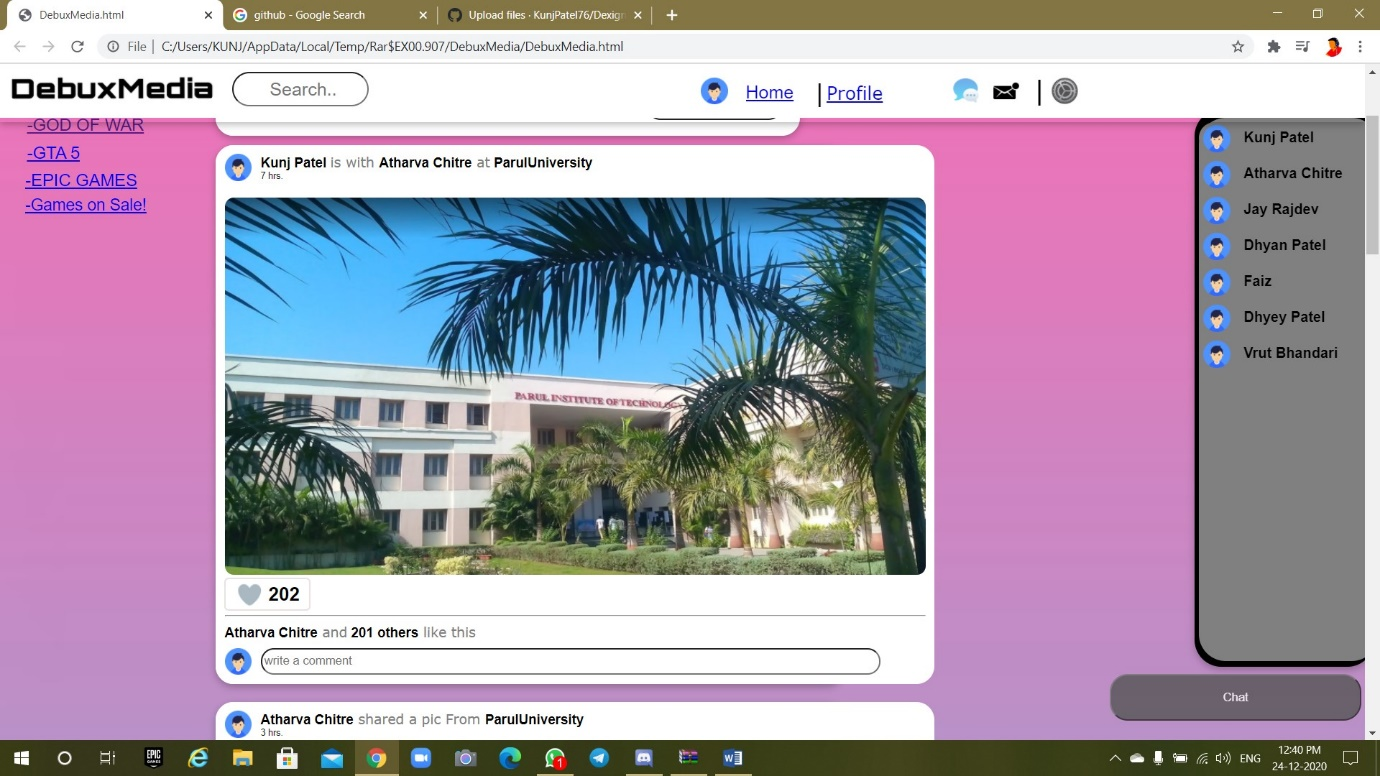 DebuxMedia.html
github - Google Search
Upload files · KunjPatel76/Dexig
File | C:/Users/KUNJ/AppData/Local/Temp/Rar$EX00.907/DebuxMedia/DebuxMedia.html
DebuxMedia
Search..
Home
Profile
-GOD OF WAR
-GTA 5
-EPIC GAMES
-Games on Sale!
Kunj Patel is with Atharva Chitre at ParulUniversity
7 hrs.
PARUL INSTITUTE OF TECHNOLOGY
202
Atharva Chitre and 201 others like this
write a comment
Atharva Chitre shared a pic From ParulUniversity
3 hrs.
Kunj Patel
Atharva Chitre
Jay Rajdev
Dhyan Patel
Faiz
Dhyey Patel
Vrut Bhandari
Chat
EPIC
GAMES
1
ENG
12:40 PM
24-12-2020